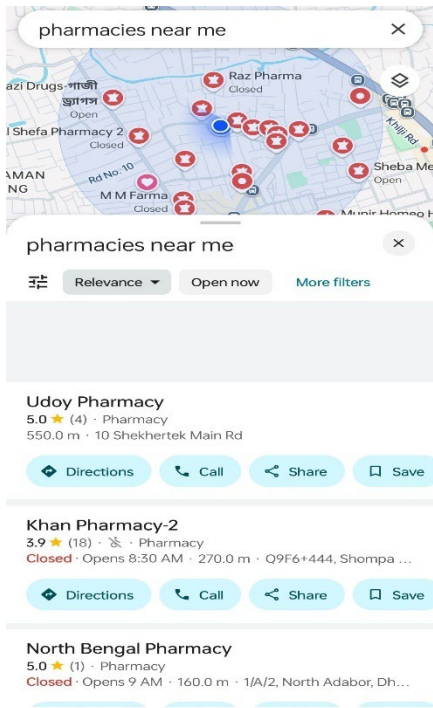 pharmacies near me
Raz Pharma
Closed
azi Drugs-গাজী
ড্রাগস
Open
l Shefa Pharmacy 2
Closed
Khilji Rd
AMAN
NG
Rd No. 10
Sheba Me
Open
M M Farma
Closed
Munir Homeo H
pharmacies near me
Relevance Open now More filters
Udoy Pharmacy
5.0 ★ (4) · Pharmacy
550.0 m · 10 Shekhertek Main Rd
Directions Call Share Save
Khan Pharmacy-2
3.9 ★ (18) · Pharmacy
Closed · Opens 8:30 AM · 270.0 m · Q9F6+444, Shompa ...
Directions Call Share Save
North Bengal Pharmacy
5.0 ★ (1) · Pharmacy
Closed · Opens 9 AM · 160.0 m · 1/A/2, North Adabor, Dh...